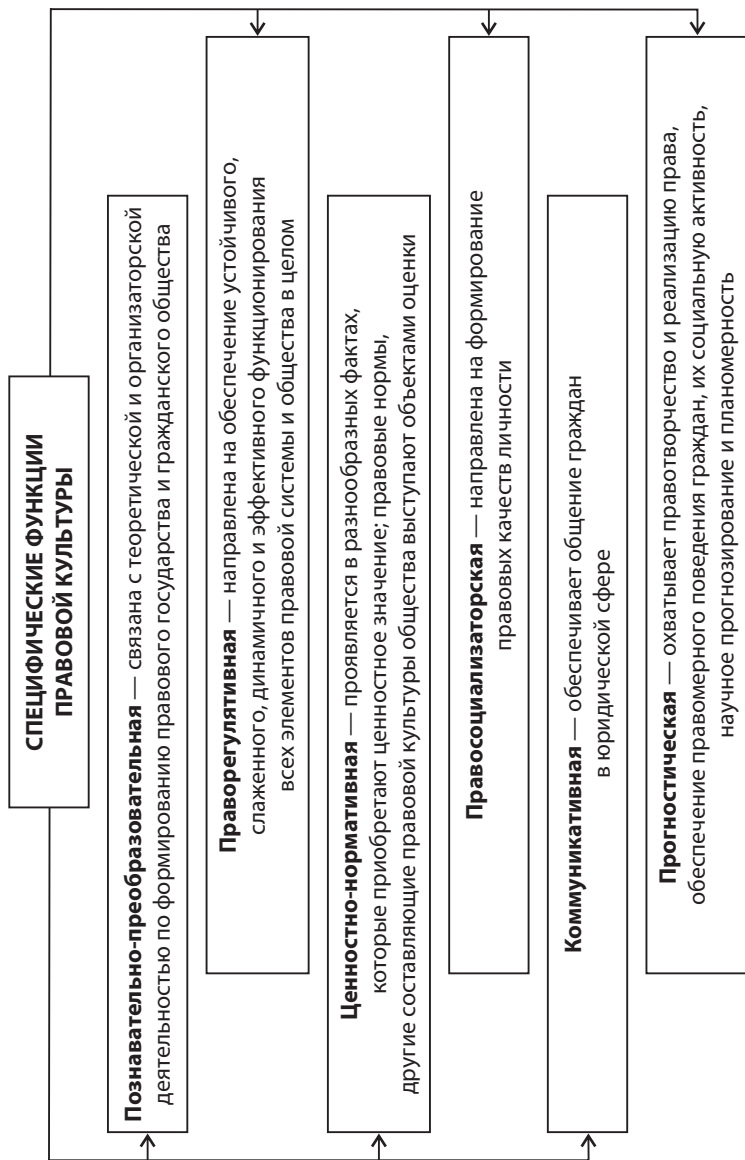 СПЕЦИФИЧЕСКИЕ ФУНКЦИИ
ПРАВОВОЙ КУЛЬТУРЫ
Познавательно-преобразовательная — связана с теоретической и организаторской
деятельностью по формированию правового государства и гражданского общества
Праворегулятивная — направлена на обеспечение устойчивого,
слаженного, динамичного и эффективного функционирования
всех элементов правовой системы и общества в целом
Ценностно-нормативная — проявляется в разнообразных фактах,
которые приобретают ценностное значение; правовые нормы,
другие составляющие правовой культуры общества выступают объектами оценки
Правосоциализаторская — направлена на формирование
правовых качеств личности
Коммуникативная — обеспечивает общение граждан
в юридической сфере
Прогностическая — охватывает правотворчество и реализацию права,
обеспечение правомерного поведения граждан, их социальную активность,
научное прогнозирование и планомерность